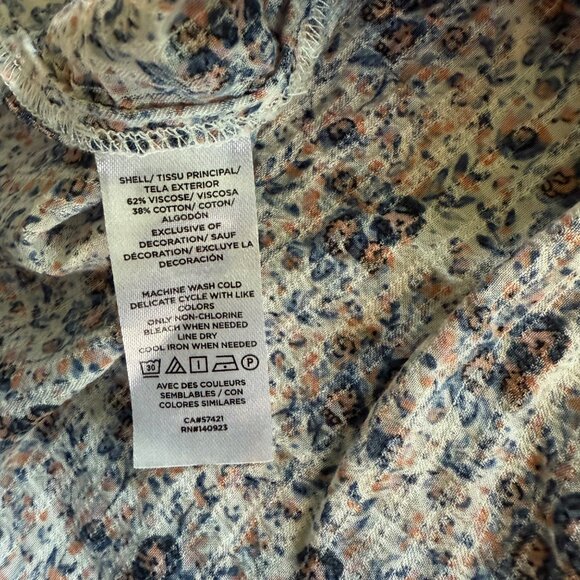 SHELL/ TISSU PRINCIPAL/
TELA EXTERIOR
62% VISCOSE/ VISCOSA
38% COTTON/ COTON/
ALGODÓN
EXCLUSIVE OF
DECORATION/ SAUF
DÉCORATION/ EXCLUYE LA
DECORACIÓN
MACHINE WASH COLD
DELICATE CYCLE WITH LIKE
COLORS
ONLY NON-CHLORINE
BLEACH WHEN NEEDED
LINE DRY
COOL IRON WHEN NEEDED
30 P
AVEC DES COULEURS
SEMBLABLES / CON
COLORES SIMILARES
CA#57421
RN#140923